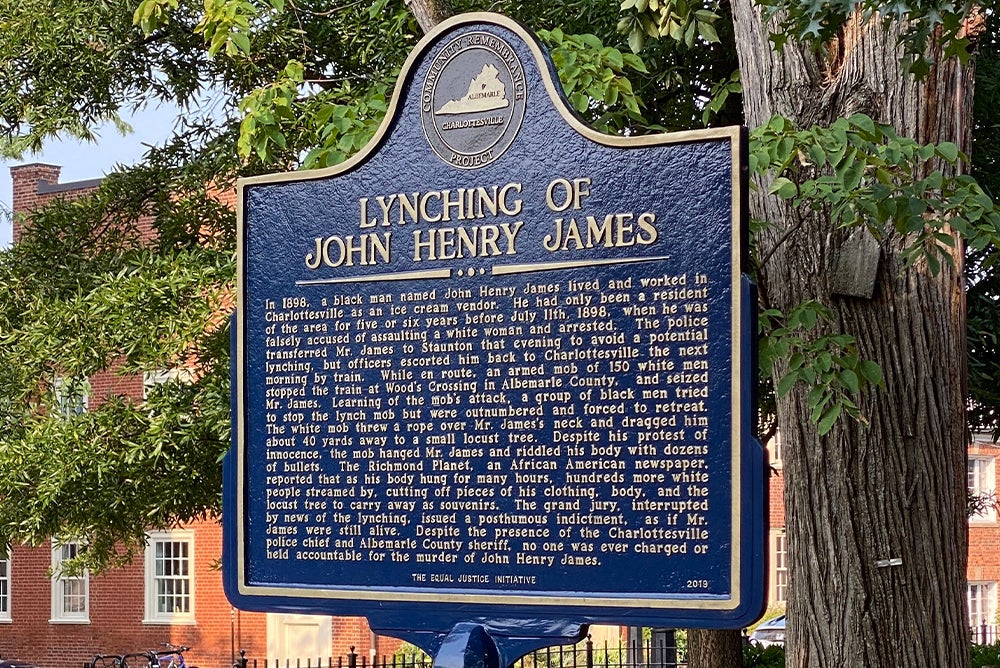 COMMUNITY REMEMBRANCE
ALBEMARLE
CHARLOTTESVILLE
PROJECT
LYNCHING OF
JOHN HENRY JAMES
In 1898, a black man named John Henry James lived and worked in
Charlottesville as an ice cream vendor. He had only been a resident
of the area for five or six years before July 11th, 1898, when he was
falsely accused of assaulting a white woman and arrested. The police
transferred Mr. James to Staunton that evening to avoid a potential
lynching, but officers escorted him back to Charlottesville the next
morning by train. While en route, an armed mob of 150 white men
stopped the train at Wood's Crossing in Albemarle County, and seized
Mr. James. Learning of the mob's attack, a group of black men tried
to stop the lynch mob but were outnumbered and forced to retreat.
The white mob threw a rope over Mr. James's neck and dragged him
about 40 yards away to a small locust tree. Despite his protest of
innocence, the mob hanged Mr. James and riddled his body with dozens
of bullets. The Richmond Planet, an African American newspaper,
reported that as his body hung for many hours, hundreds more white
people streamed by, cutting off pieces of his clothing, body, and the
locust tree to carry away as souvenirs. The grand jury, interrupted
by news of the lynching, issued a posthumous indictment, as if Mr.
James were still alive. Despite the presence of the Charlottesville
police chief and Albemarle County sheriff, no one was ever charged or
held accountable for the murder of John Henry James.
THE EQUAL JUSTICE INITIATIVE 2019